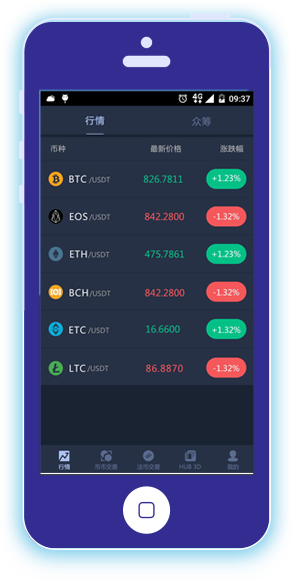 4G 09:37
行情 众筹
币种 最新价格 涨跌幅
BTC /USDT 826.7811 +1.23%
EOS /USDT 842.2800 -1.32%
ETH /USDT 475.7861 +1.23%
BCH /USDT 842.2800 -1.32%
ETC /USDT 16.6600 +1.32%
LTC /USDT 86.8870 -1.32%
行情 币币交易 法币交易 HUB 3D 我的